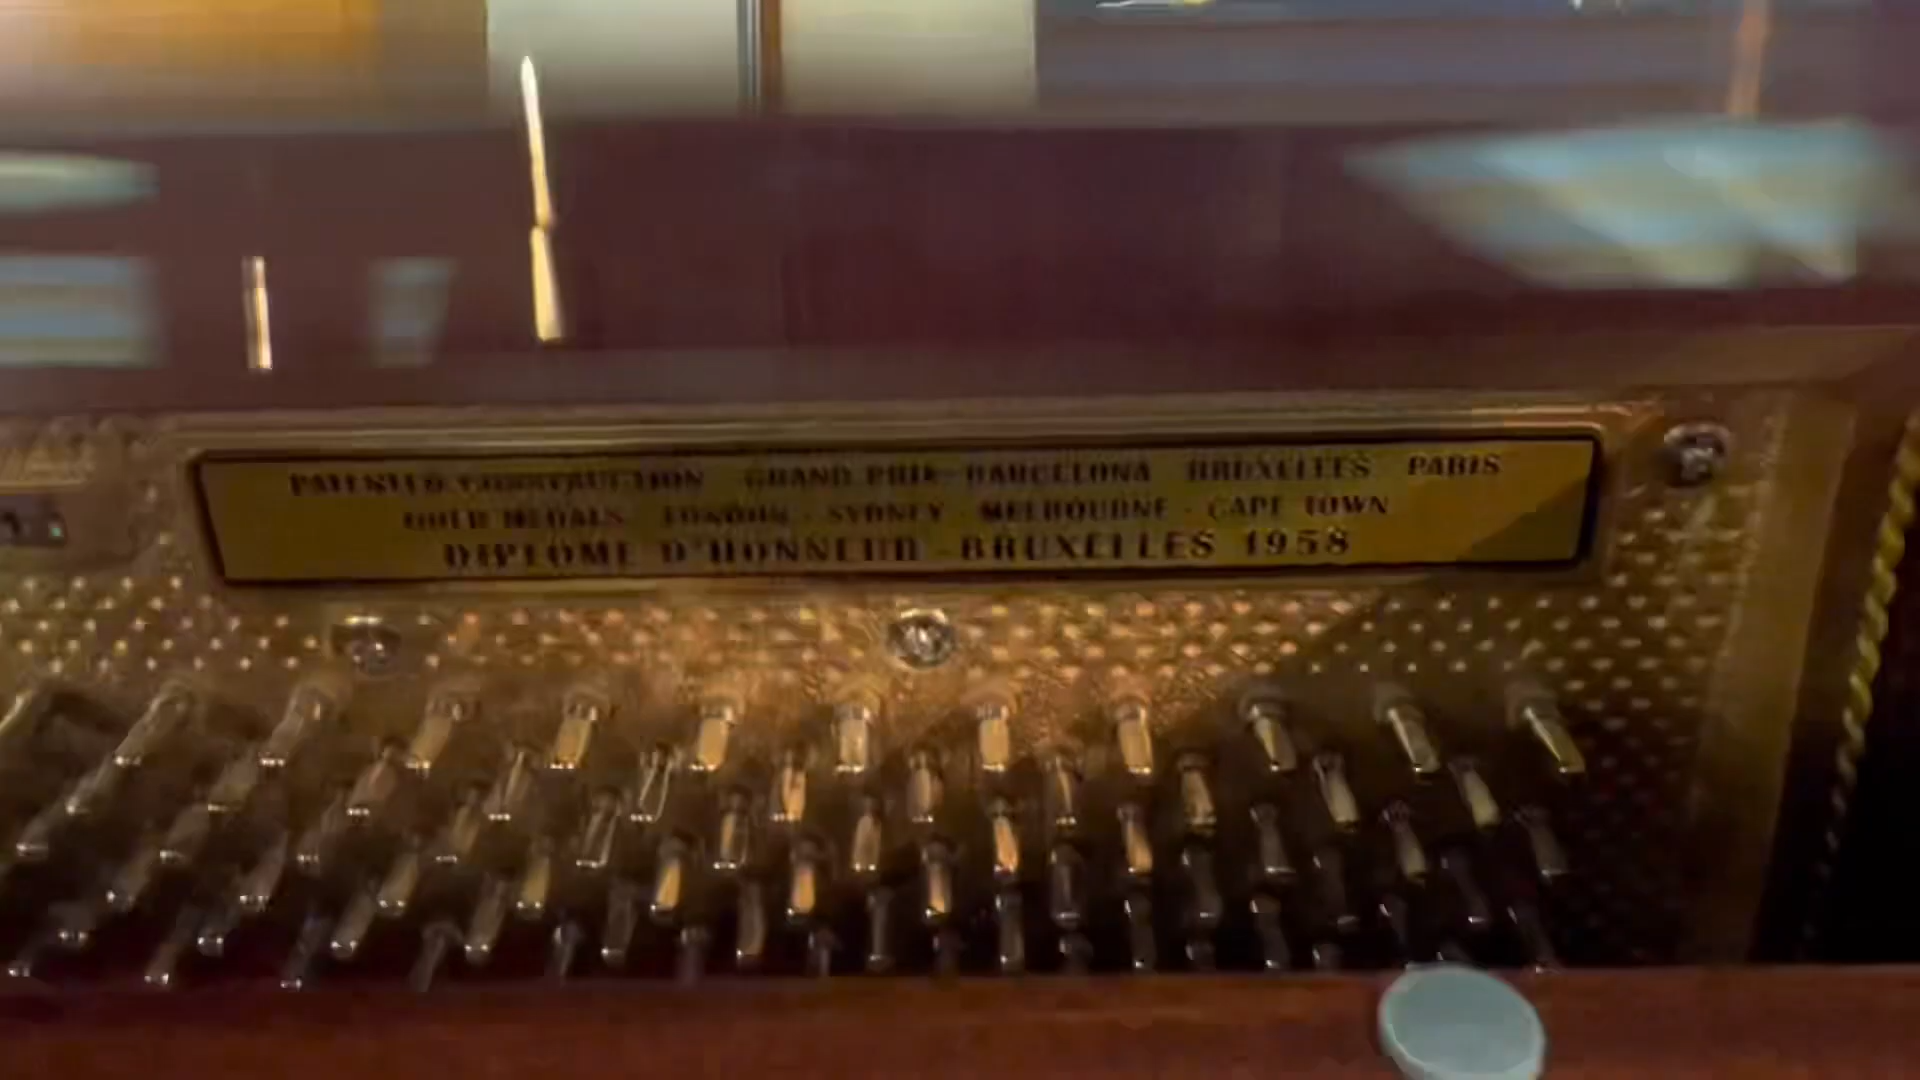 PATENTED CONSTRUCTION GRAND PRIX - BARCELONA BRUXELLES PARIS
GOLD MEDALS LONDON - SYDNEY - MELBOURNE - CAPE TOWN
DIPLOME D'HONNEUR - BRUXELLES 1958